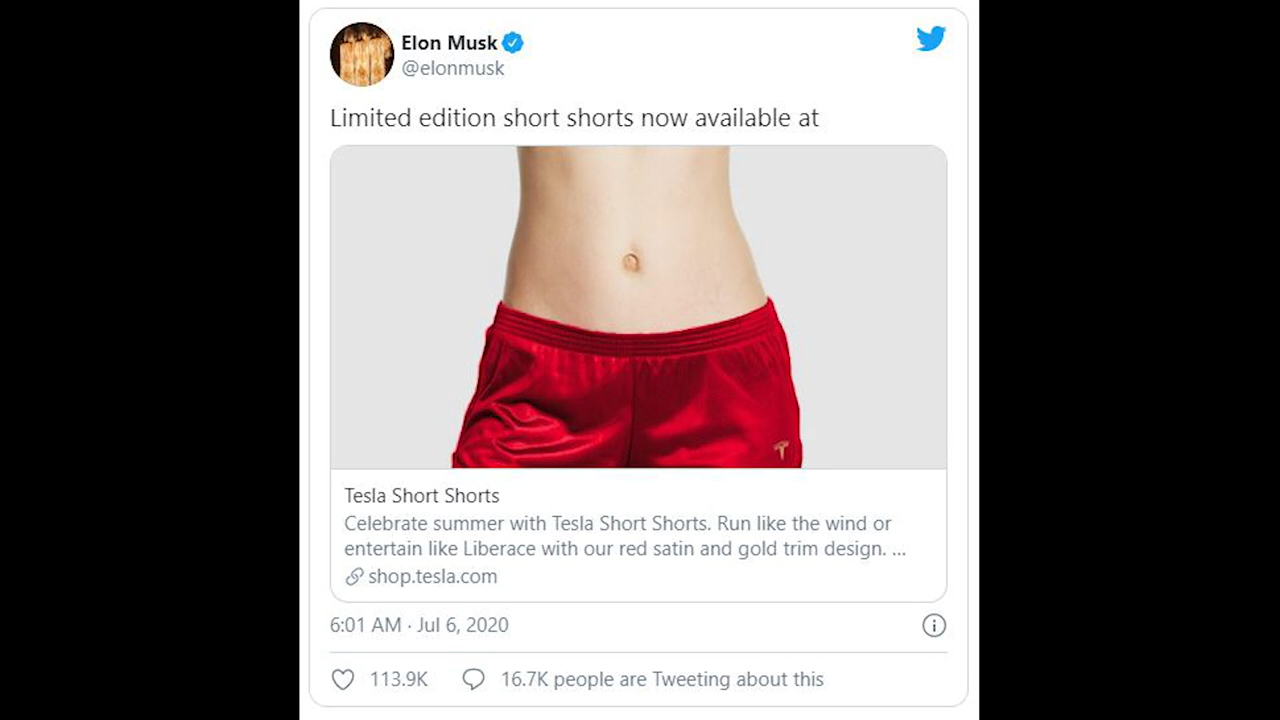 Elon Musk
@elonmusk
Limited edition short shorts now available at
Tesla Short Shorts
Celebrate summer with Tesla Short Shorts. Run like the wind or
entertain like Liberace with our red satin and gold trim design. ...
shop.tesla.com
6:01 AM · Jul 6, 2020
113.9K 16.7K people are Tweeting about this